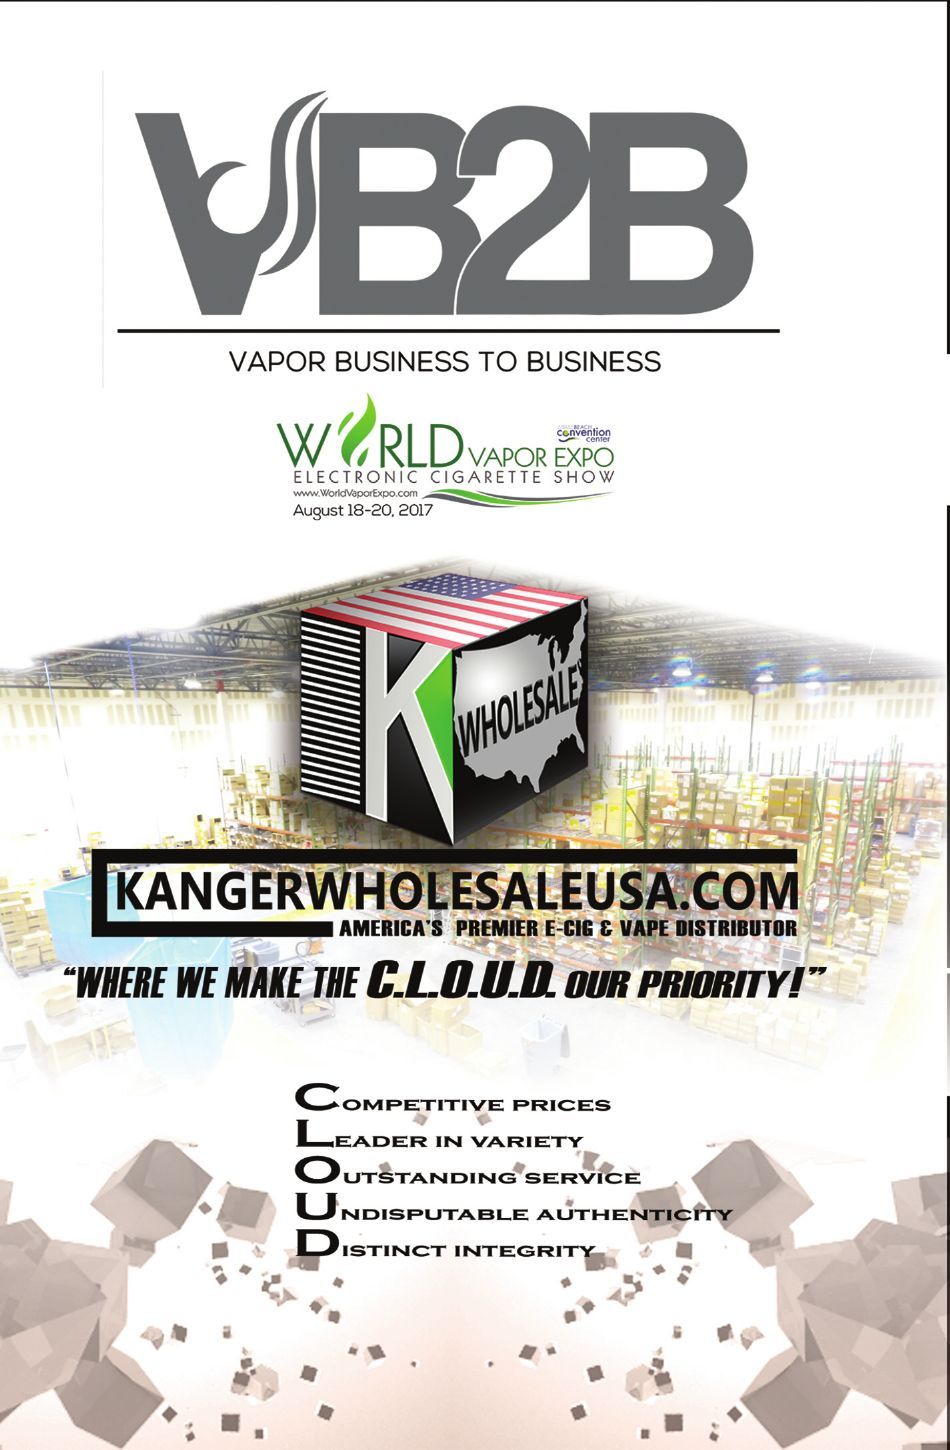 VB2B
VAPOR BUSINESS TO BUSINESS
WORLD VAPOR EXPO
BEACH
convention
center
ELECTRONIC CIGARETTE SHOW
www.WorldVaporExpo.com
August 18-20, 2017
K WHOLESALE
KANGERWHOLESALEUSA.COM
AMERICA'S PREMIER E-CIG & VAPE DISTRIBUTOR
“WHERE WE MAKE THE C.L.O.U.D. OUR PRIORITY!”
COMPETITIVE PRICES
LEADER IN VARIETY
OUTSTANDING SERVICE
UNDISPUTABLE AUTHENTICITY
DISTINCT INTEGRITY